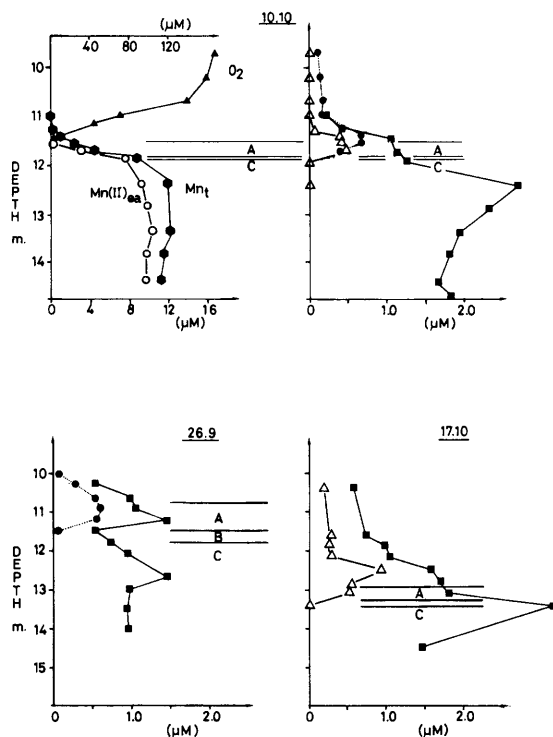 (μM)
40 80 140
10.10
O₂
10
11
12
13
14
DEPTH m.
A
C
A
C
Mn(II)ea
Mnt
0 4 8 12 16
(μM)
0 1.0 2.0
(μM)
26.9
17.10
10
11
12
13
14
15
DEPTH m.
A
B
C
A
C
0 1.0 2.0
(μM)
0 1.0 2.0
(μM)